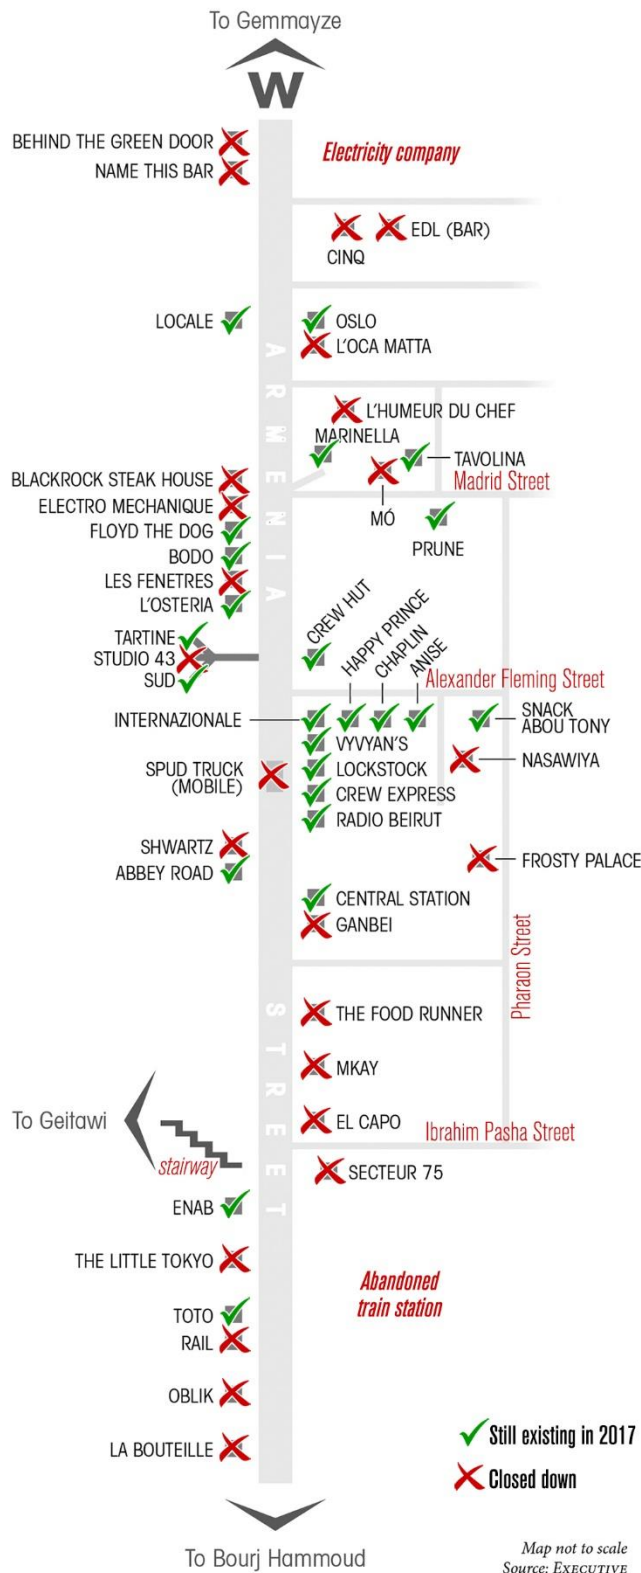 To Gemmayze
W
BEHIND THE GREEN DOOR
NAME THIS BAR
Electricity company
EDL (BAR)
CINQ
LOCALE
OSLO
L'OCA MATTA
L'HUMEUR DU CHEF
MARINELLA
TAVOLINA
BLACKROCK STEAK HOUSE
Madrid Street
ELECTRO MECHANIQUE
MÓ
FLOYD THE DOG
PRUNE
BODO
LES FENETRES
L'OSTERIA
CREW HUT
HAPPY PRINCE
CHAPLIN
ANISE
TARTINE
STUDIO 43
SUD
Alexander Fleming Street
INTERNAZIONALE
SNACK
ABOU TONY
VYVYAN'S
NASAWIYA
SPUD TRUCK
(MOBILE)
LOCKSTOCK
CREW EXPRESS
RADIO BEIRUT
SHWARTZ
ABBEY ROAD
FROSTY PALACE
CENTRAL STATION
GANBEI
Pharaon Street
ARMENIA STREET
THE FOOD RUNNER
MKAY
To Geitawi
EL CAPO
Ibrahim Pasha Street
stairway
SECTEUR 75
ENAB
THE LITTLE TOKYO
Abandoned
train station
TOTO
RAIL
OBLIK
LA BOUTEILLE
Still existing in 2017
Closed down
To Bourj Hammoud
Map not to scale
Source: EXECUTIVE